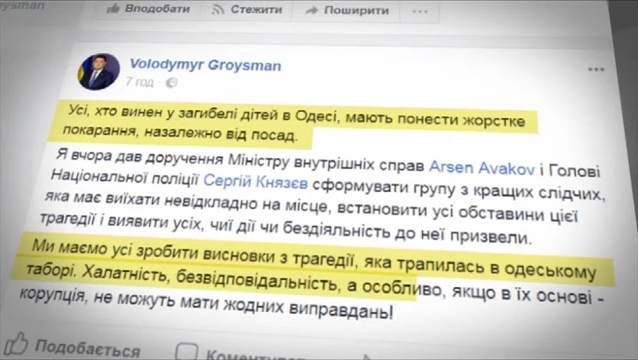 roysman
Вподобати Стежити Поширити
Volodymyr Groysman
7 год
Усі, хто винен у загибелі дітей в Одесі, мають понести жорстке
покарання, назалежно від посад.
Я вчора дав доручення Міністру внутрішніх справ Arsen Avakov і Голові
Національної поліції Сергій Князєв сформувати групу з кращих слідчих,
яка має виїхати невідкладно на місце, встановити усі обставини цієї
трагедії і виявити усіх, чиї дії чи бездіяльність до неї призвели.
Ми маємо усі зробити висновки з трагедії, яка трапилась в одеському
таборі. Халатність, безвідповідальність, а особливо, якщо в їх основі -
корупція, не можуть мати жодних виправдань!
Подобається Коментувати